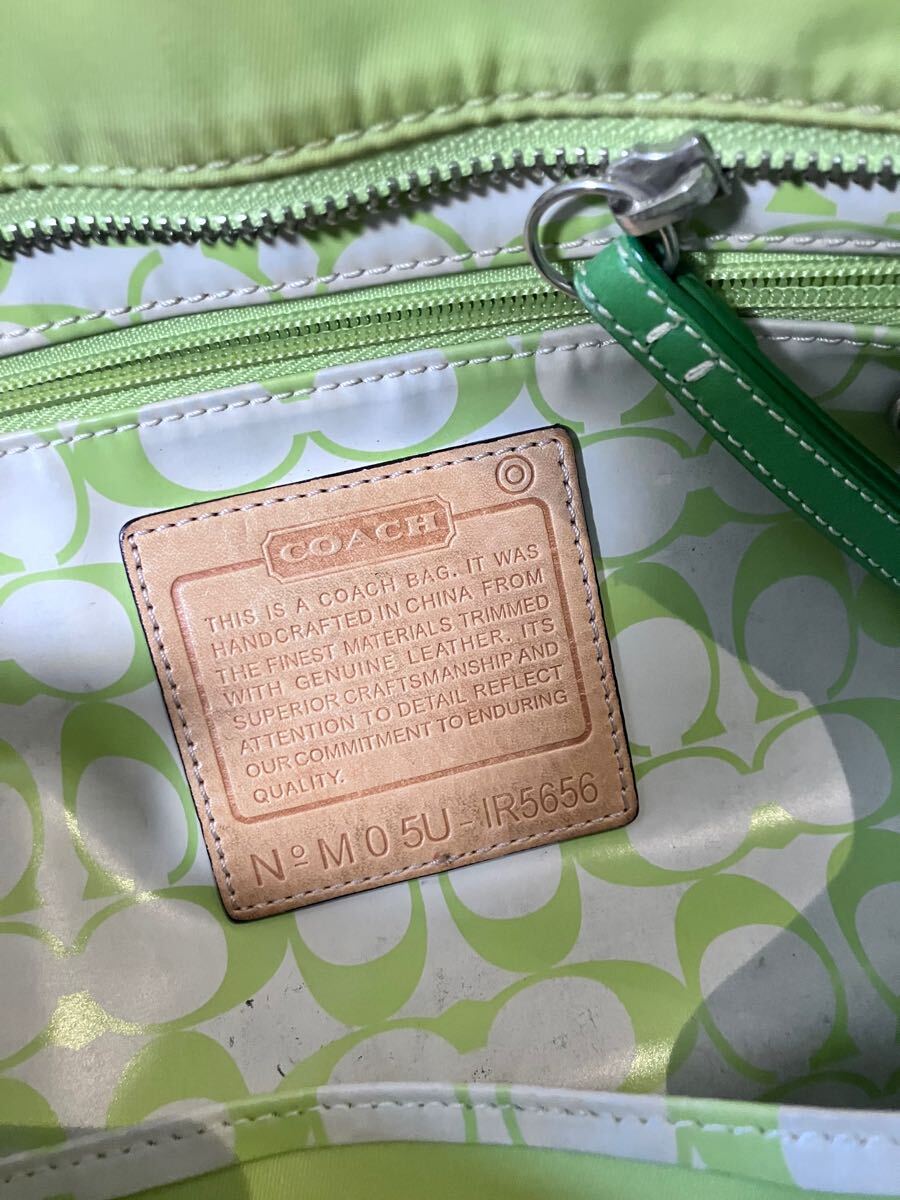 ©
COACH
THIS IS A COACH BAG. IT WAS
HANDCRAFTED IN CHINA FROM
THE FINEST MATERIALS TRIMMED
WITH GENUINE LEATHER. ITS
SUPERIOR CRAFTSMANSHIP AND
ATTENTION TO DETAIL REFLECT
OUR COMMITMENT TO ENDURING
QUALITY.
Nº M 0 5U - IR5656